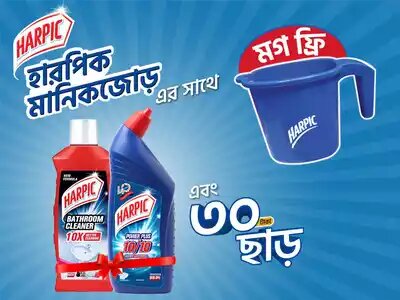 HARPIC
হারপিক
মানিকজোড় এর সাথে
মগ ফ্রি
HARPIC
এবং
৩০ টাকা
ছাড়
HARPIC
BATHROOM
CLEANER
10X
HARPIC
POWER PLUS
10/10